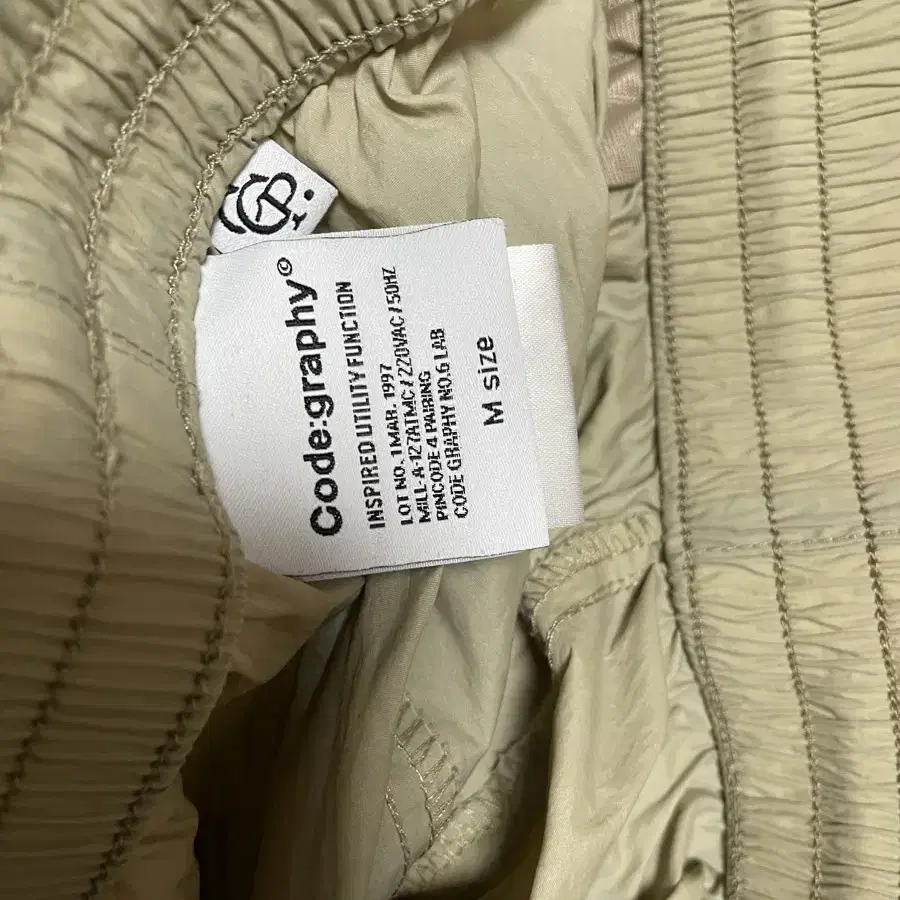 Code:graphy©
INSPIRED UTILITY FUNCTION
LOT NO. 1 MAR. 1997
MILL-A-127ATMC / 220VAC / 50HZ
PINCODE 4 PAIRING
CODE GRAPHY NO.6 LAB
M size